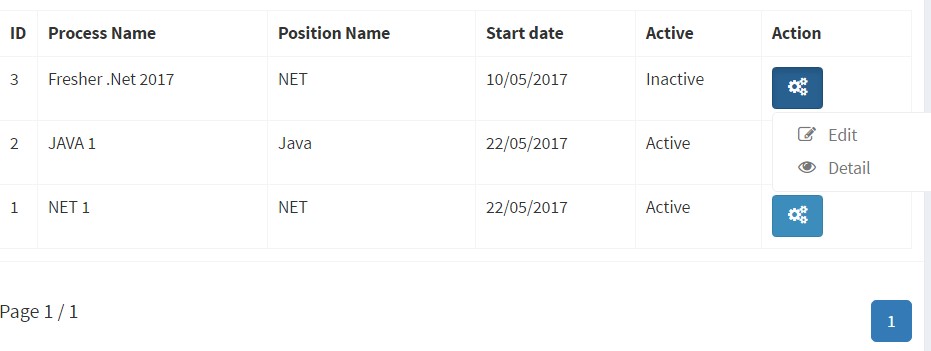 ID Process Name Position Name Start date Active Action
3 Fresher .Net 2017 NET 10/05/2017 Inactive
Edit
2 JAVA 1 Java 22/05/2017 Active
Detail
1 NET 1 NET 22/05/2017 Active
Page 1 / 1
1